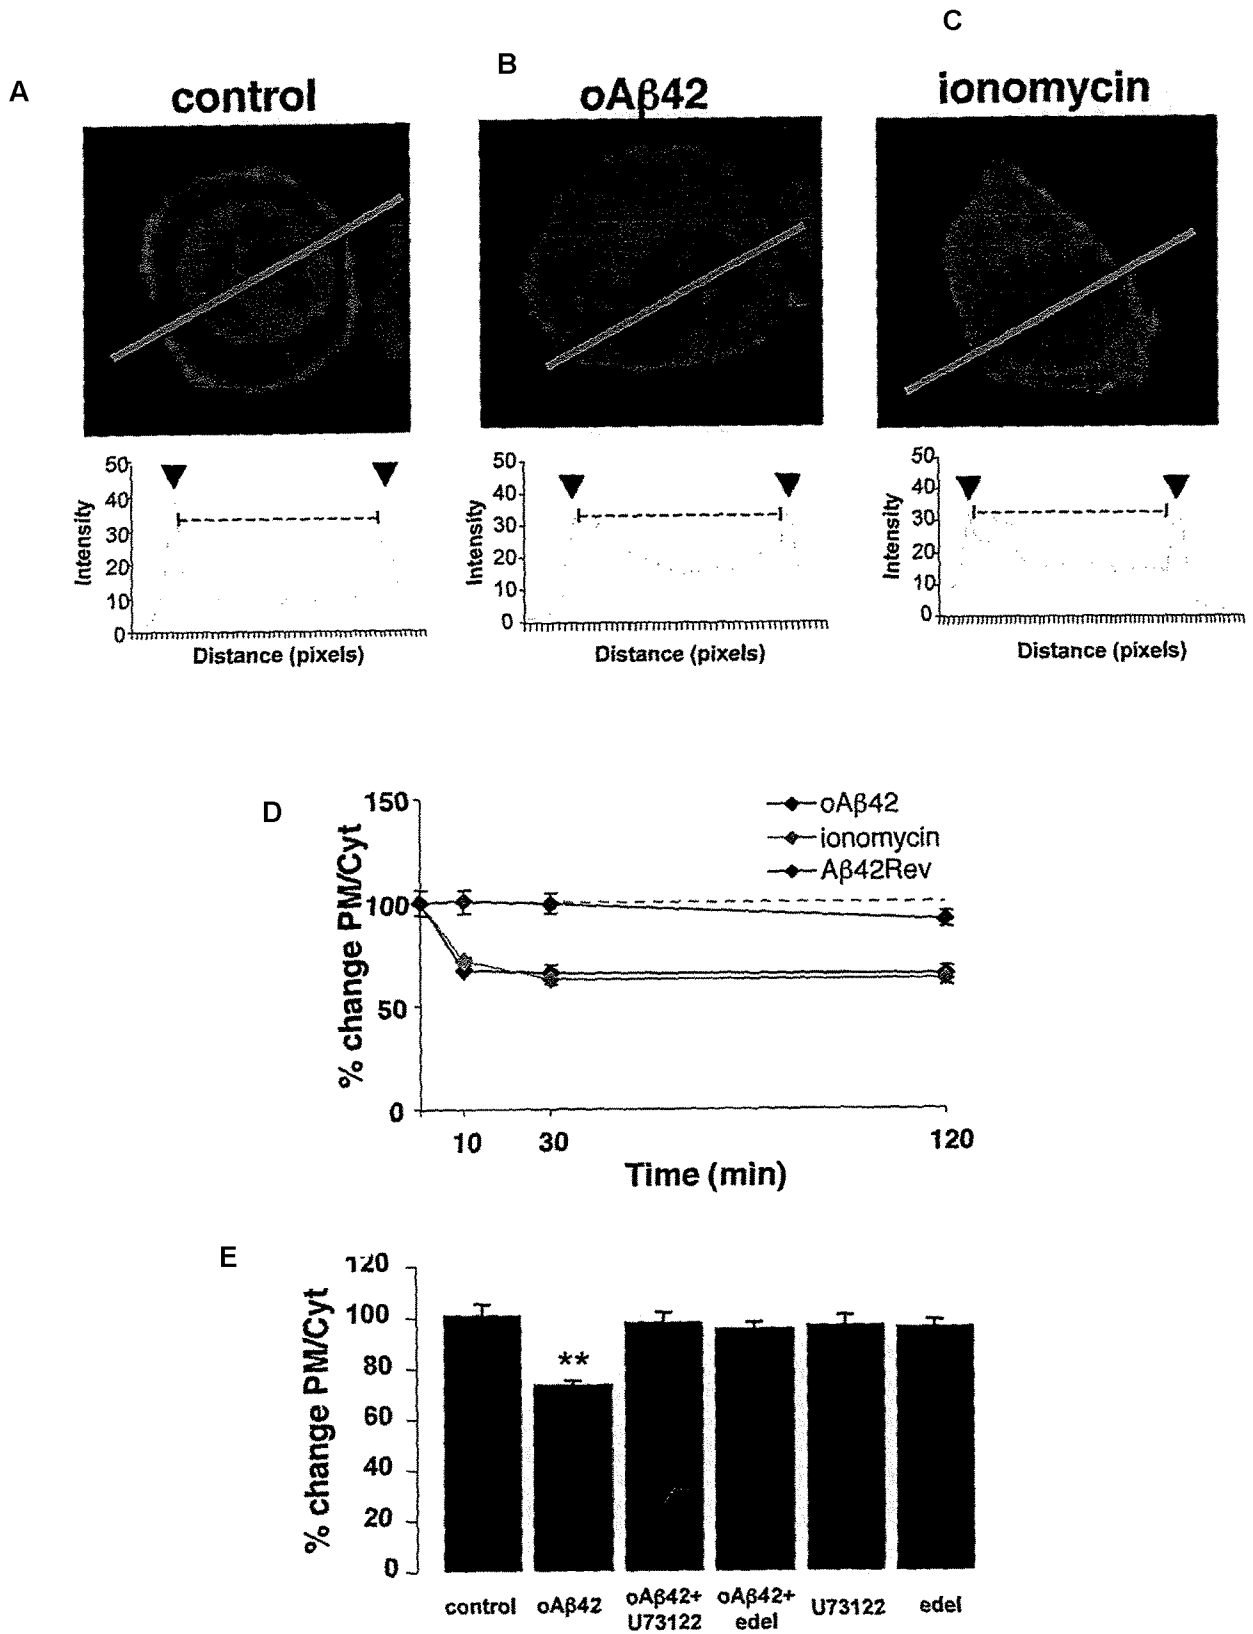 A
control
50
40
30
20
10
0
Intensity
Distance (pixels)
B
oAβ42
50
40
30
20
10
0
Intensity
Distance (pixels)
C
ionomycin
50
40
30
20
10
0
Intensity
Distance (pixels)
D
150
100
50
0
% change PM/Cyt
oAβ42
ionomycin
Aβ42Rev
10 30 120
Time (min)
E
120
100
80
60
40
20
0
% change PM/Cyt
**
control
oAβ42
oAβ42+
U73122
oAβ42+
edel
U73122
edel